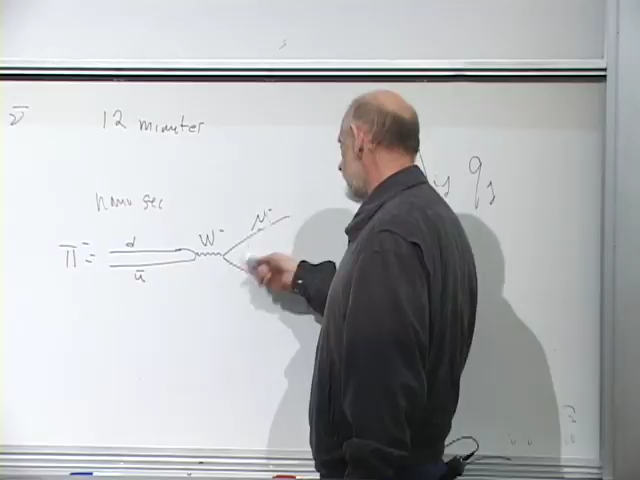 ν̄ 12 minutes
nano sec
W⁻ μ⁻
π⁻ = d
ū